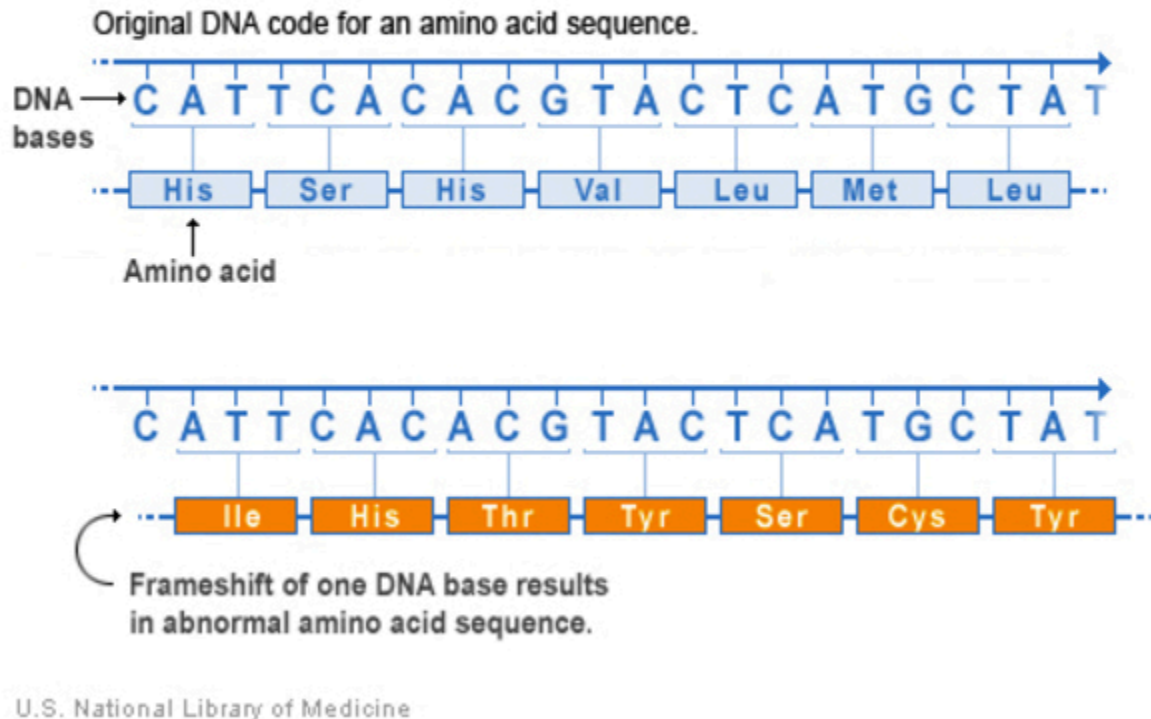 Original DNA code for an amino acid sequence.
DNA bases
C A T T C A C A C G T A C T C A T G C T A T
His Ser His Val Leu Met Leu
Amino acid
C A T T C A C A C G T A C T C A T G C T A T
Ile His Thr Tyr Ser Cys Tyr
Frameshift of one DNA base results
in abnormal amino acid sequence.
U.S. National Library of Medicine